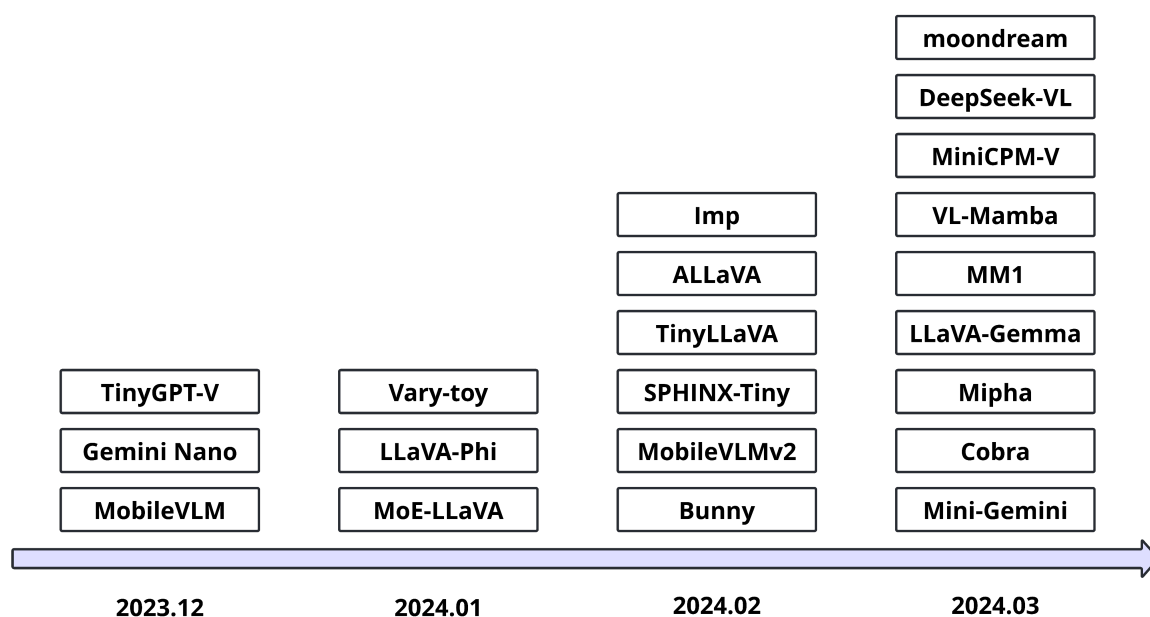 moondream
DeepSeek-VL
MiniCPM-V
Imp
VL-Mamba
ALLaVA
MM1
TinyLLaVA
LLaVA-Gemma
TinyGPT-V
Vary-toy
SPHINX-Tiny
Mipha
Gemini Nano
LLaVA-Phi
MobileVLMv2
Cobra
MobileVLM
MoE-LLaVA
Bunny
Mini-Gemini
2023.12
2024.01
2024.02
2024.03